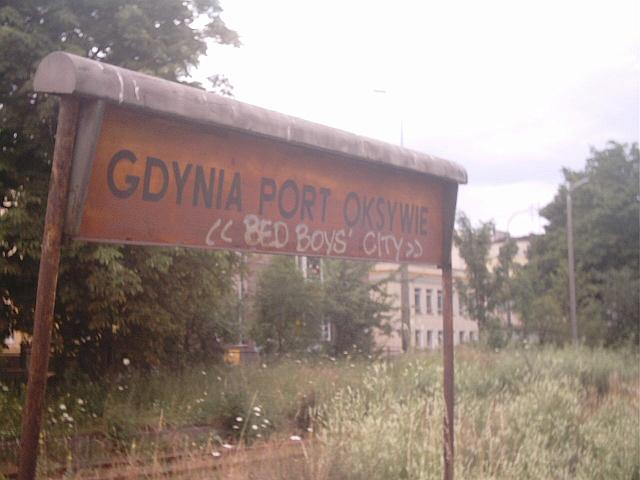 GDYNIA PORT OKSYWIE
<< BED BOYS' CITY >>